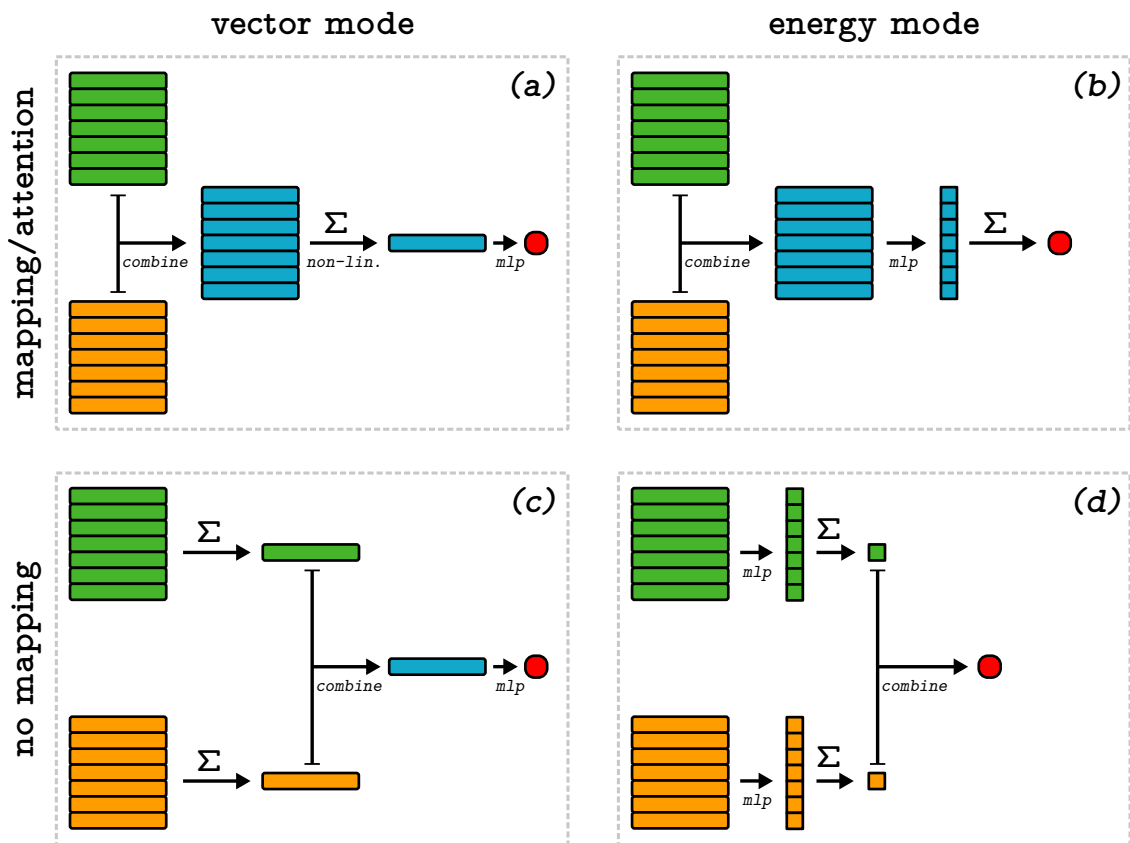 vector mode
energy mode
mapping/attention
(a)
Σ
combine
non-lin.
mlp
(b)
Σ
combine
mlp
no mapping
(c)
Σ
combine
mlp
Σ
(d)
Σ
mlp
combine
Σ
mlp